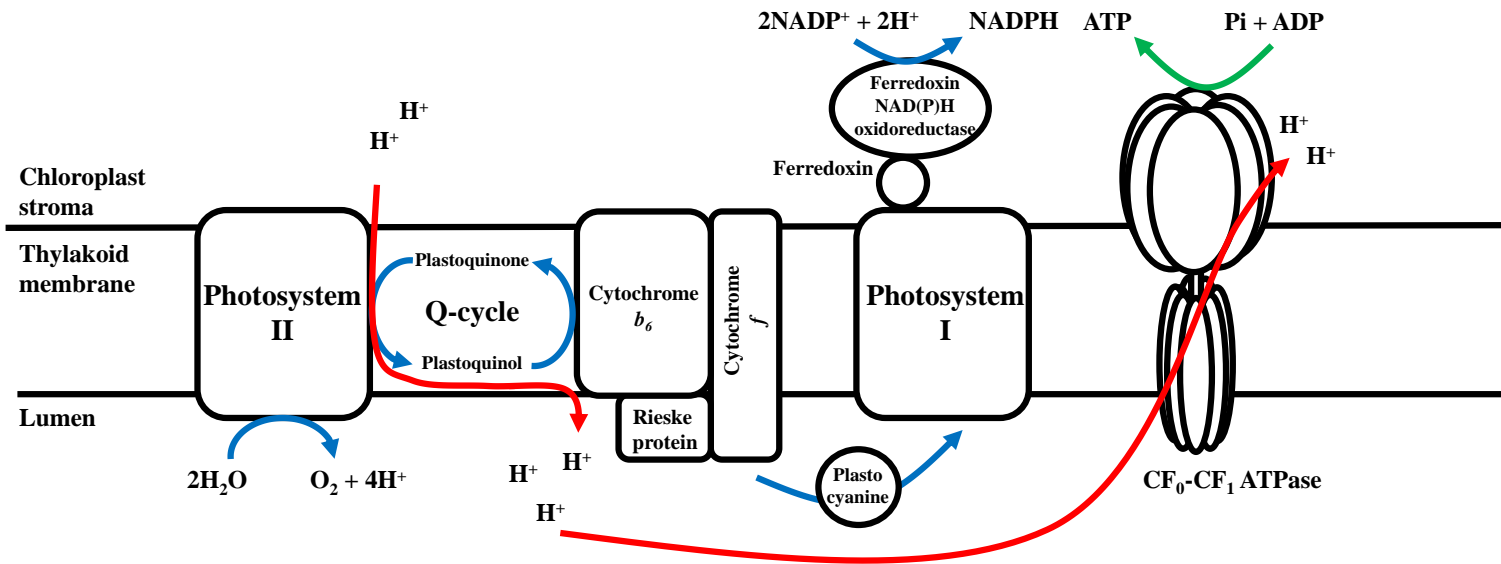 2NADP⁺ + 2H⁺
NADPH
ATP
Pi + ADP
Ferredoxin
NAD(P)H
oxidoreductase
H⁺
H⁺
H⁺
H⁺
Ferredoxin
Chloroplast
stroma
Thylakoid
membrane
Photosystem
II
Plastoquinone
Q-cycle
Plastoquinol
Cytochrome
b₆
Cytochrome
f
Photosystem
I
Lumen
Rieske
protein
2H₂O
O₂ + 4H⁺
H⁺
H⁺
H⁺
Plasto
cyanine
CF₀-CF₁ ATPase